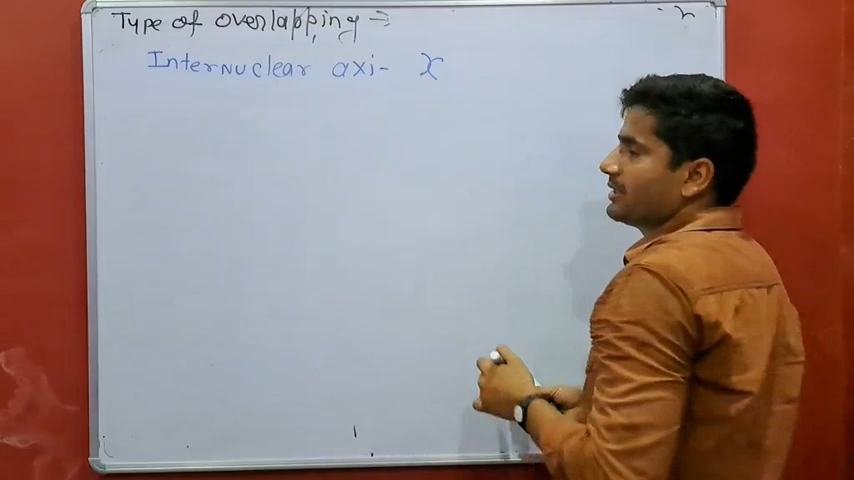 Type of overlapping ⇒
Internuclear axi- x